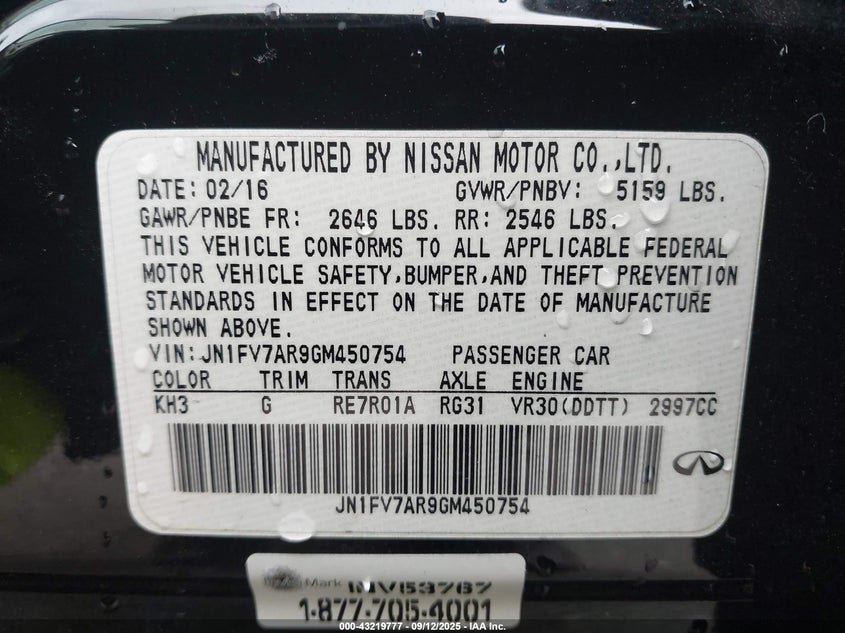 MANUFACTURED BY NISSAN MOTOR CO.,LTD.
DATE: 02/16 GVWR/PNBV: 5159 LBS.
GAWR/PNBE FR: 2646 LBS. RR: 2546 LBS.
THIS VEHICLE CONFORMS TO ALL APPLICABLE FEDERAL
MOTOR VEHICLE SAFETY,BUMPER,AND THEFT PREVENTION
STANDARDS IN EFFECT ON THE DATE OF MANUFACTURE
SHOWN ABOVE.
VIN: JN1FV7AR9GM450754 PASSENGER CAR
COLOR TRIM TRANS AXLE ENGINE
KH3 G RE7R01A RG31 VR30(DDTT) 2997CC
JN1FV7AR9GM450754
Mark
1-877-705-4001
000-43219777 - 09/12/2025 - IAA Inc.